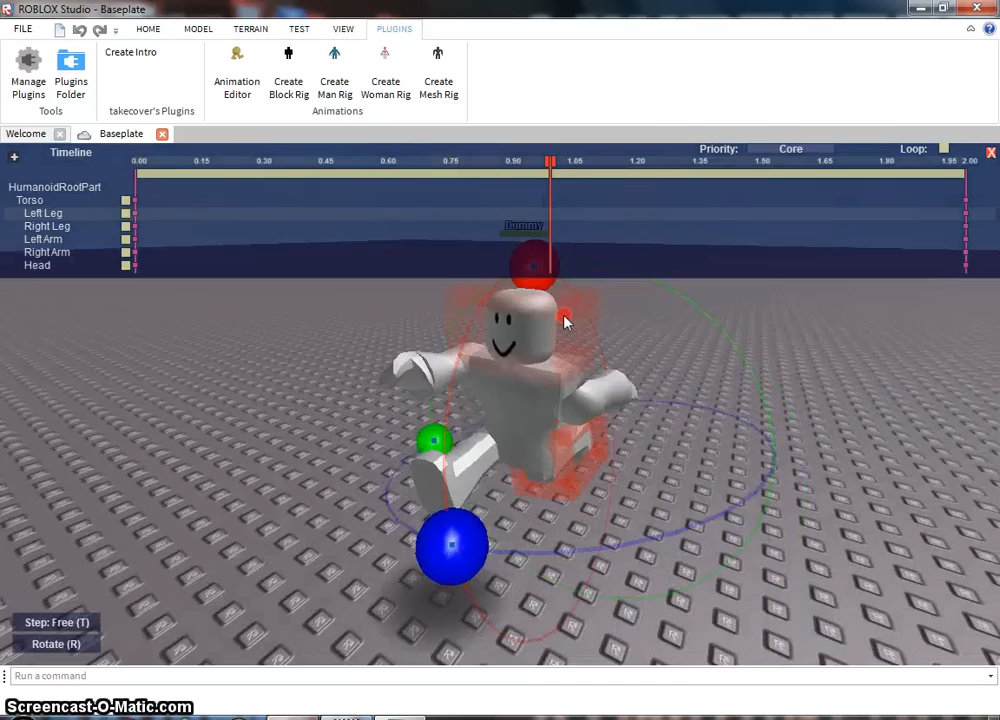 ROBLOX Studio - Baseplate
FILE HOME MODEL TERRAIN TEST VIEW PLUGINS
Manage Plugins
Plugins Folder
Tools
Create Intro
takeover's Plugins
Animation Editor
Create Block Rig
Create Man Rig
Create Woman Rig
Create Mesh Rig
Animations
Welcome Baseplate
Timeline Priority: Core Loop: X
0.00 0.15 0.30 0.45 0.60 0.75 0.90 1.05 1.20 1.35 1.50 1.65 1.80 1.95 2.00
HumanoidRootPart
Torso
Left Leg
Right Leg
Left Arm
Right Arm
Head
Dummy
Step: Free (T)
Rotate (R)
Run a command
Screencast-O-Matic.com